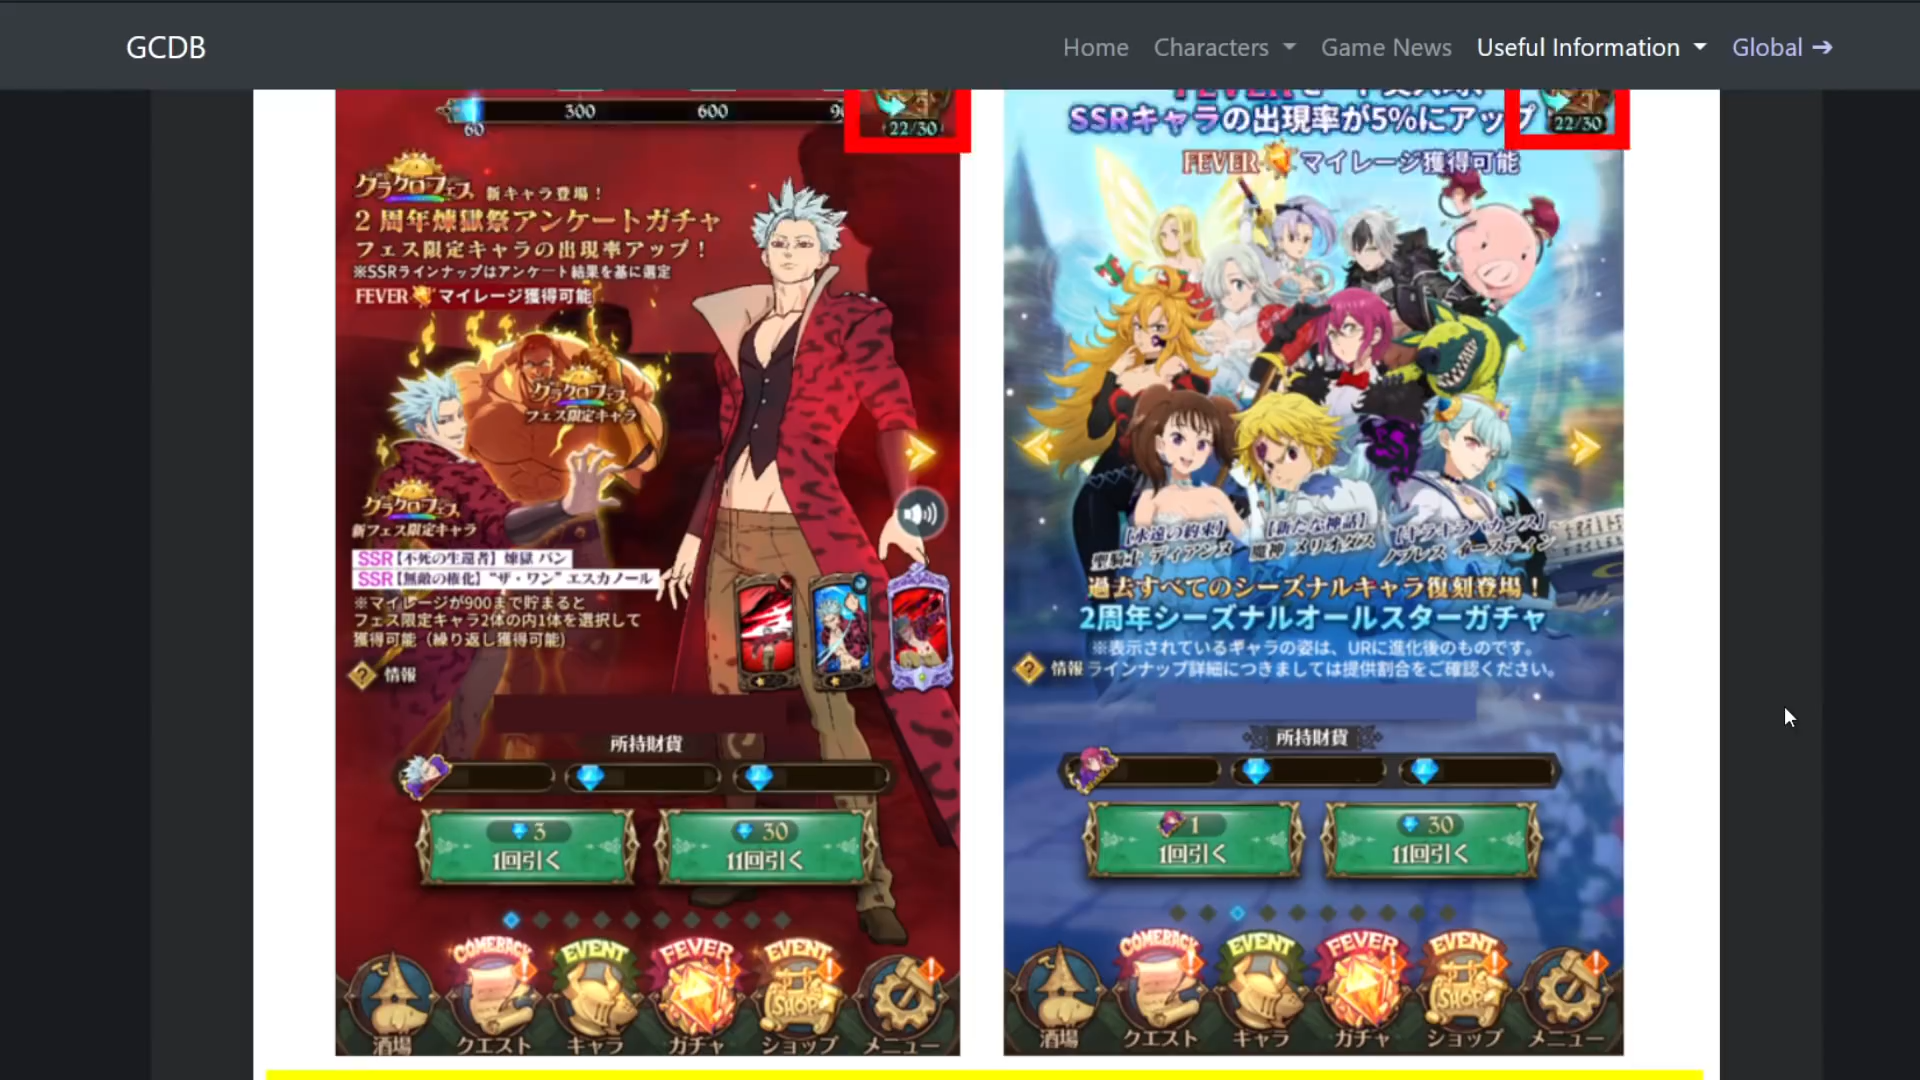 GCDB
Home
Characters
Game News
Useful Information
Global →
300
600
60
22/30
グラクロフェス 新キャラ登場！
2周年煉獄祭アンケートガチャ
フェス限定キャラの出現率アップ！
※SSRラインナップはアンケート結果を基に選定
FEVER マイレージ獲得可能
グラクロフェス
フェス限定キャラ
グラクロフェス
新フェス限定キャラ
SSR【不死の生還者】煉獄 バン
SSR【無敵の権化】"ザ・ワン" エスカノール
※マイレージが900まで貯まると
フェス限定キャラ2体の内1体を選択して
獲得可能（繰り返し獲得可能）
情報
所持財貨
3
1回引く
30
11回引く
COMEBACK
EVENT
FEVER
EVENT
SHOP
酒場
クエスト
キャラ
ガチャ
ショップ
メニュー
SSRキャラの出現率が5%にアップ
22/30
FEVER マイレージ獲得可能
【永遠の約束】
聖騎士 ディアンヌ
【新たな神話】
魔神 メリオダス
【キラキラバカンス】
ノブレス イースティン
過去すべてのシーズナルキャラ復刻登場！
2周年シーズナルオールスターガチャ
※表示されているキャラの姿は、URに進化後のものです。
情報 ラインナップ詳細につきましては提供割合をご確認ください。
所持財貨
1
1回引く
30
11回引く
COMEBACK
EVENT
FEVER
EVENT
SHOP
酒場
クエスト
キャラ
ガチャ
ショップ
メニュー